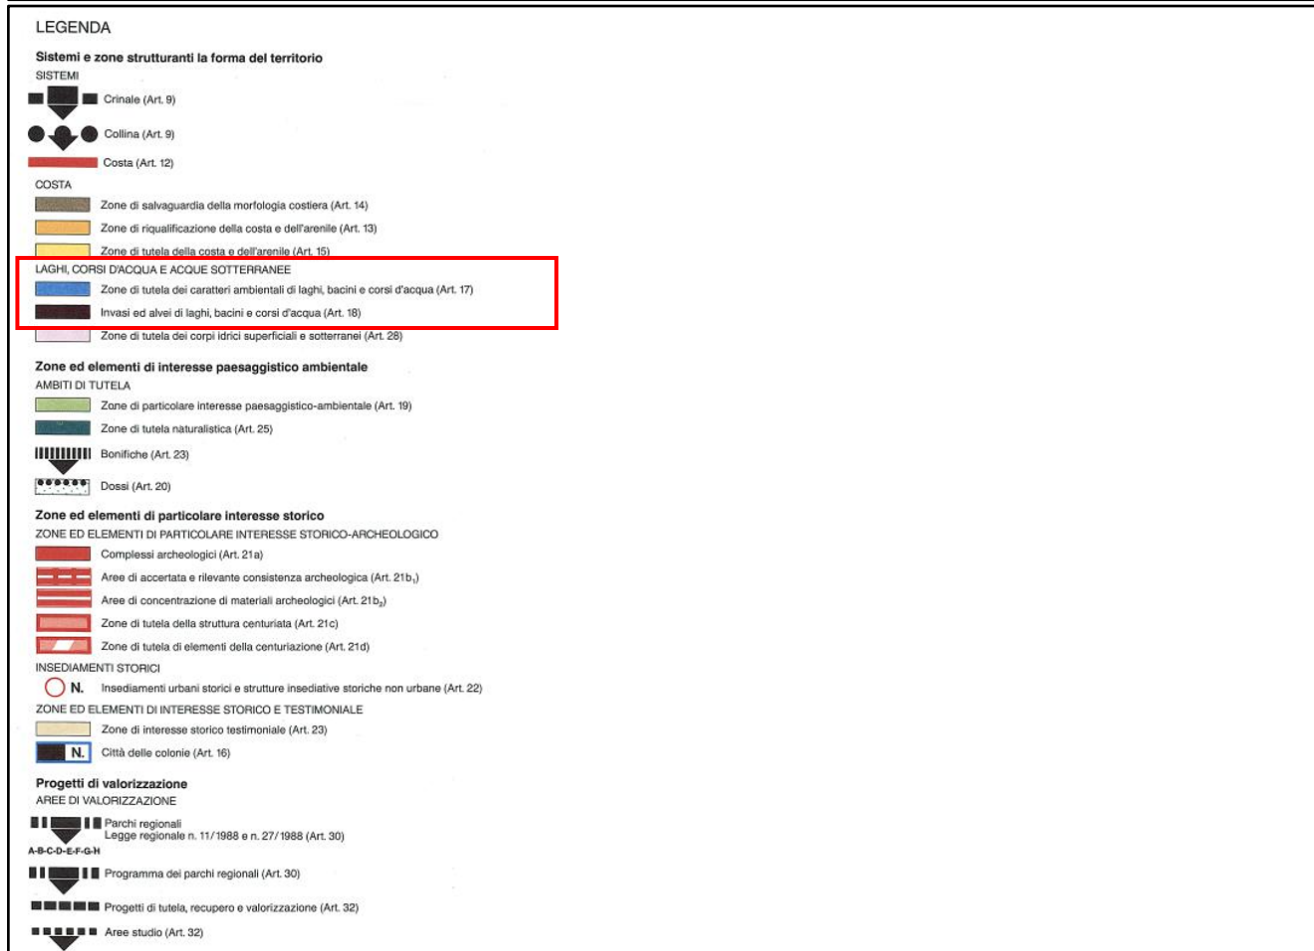 LEGENDA
Sistemi e zone strutturanti la forma del territorio
SISTEMI
Crinale (Art. 9)
Collina (Art. 9)
Costa (Art. 12)
COSTA
Zone di salvaguardia della morfologia costiera (Art. 14)
Zone di riqualificazione della costa e dell'arenile (Art. 13)
Zone di tutela della costa e dell'arenile (Art. 15)
LAGHI, CORSI D'ACQUA E ACQUE SOTTERRANEE
Zone di tutela dei caratteri ambientali di laghi, bacini e corsi d'acqua (Art. 17)
Invasi ed alvei di laghi, bacini e corsi d'acqua (Art. 18)
Zone di tutela dei corpi idrici superficiali e sotterranei (Art. 28)
Zone ed elementi di interesse paesaggistico ambientale
AMBITI DI TUTELA
Zone di particolare interesse paesaggistico-ambientale (Art. 19)
Zone di tutela naturalistica (Art. 25)
Bonifiche (Art. 23)
Dossi (Art. 20)
Zone ed elementi di particolare interesse storico
ZONE ED ELEMENTI DI PARTICOLARE INTERESSE STORICO-ARCHEOLOGICO
Complessi archeologici (Art. 21a)
Aree di accertata e rilevante consistenza archeologica (Art. 21b₁)
Aree di concentrazione di materiali archeologici (Art. 21b₂)
Zone di tutela della struttura centuriata (Art. 21c)
Zone di tutela di elementi della centuriazione (Art. 21d)
INSEDIAMENTI STORICI
N. Insediamenti urbani storici e strutture insediative storiche non urbane (Art. 22)
ZONE ED ELEMENTI DI INTERESSE STORICO E TESTIMONIALE
Zone di interesse storico testimoniale (Art. 23)
N. Città delle colonie (Art. 16)
Progetti di valorizzazione
AREE DI VALORIZZAZIONE
Parchi regionali
Legge regionale n. 11/1988 e n. 27/1988 (Art. 30)
A-B-C-D-E-F-G-H
Programma dei parchi regionali (Art. 30)
Progetti di tutela, recupero e valorizzazione (Art. 32)
Aree studio (Art. 32)